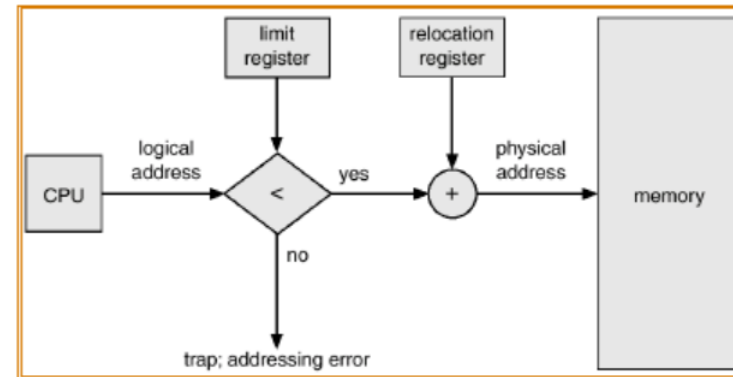 limit
register
relocation
register
logical
address
physical
address
CPU
<
yes
+
memory
no
trap; addressing error